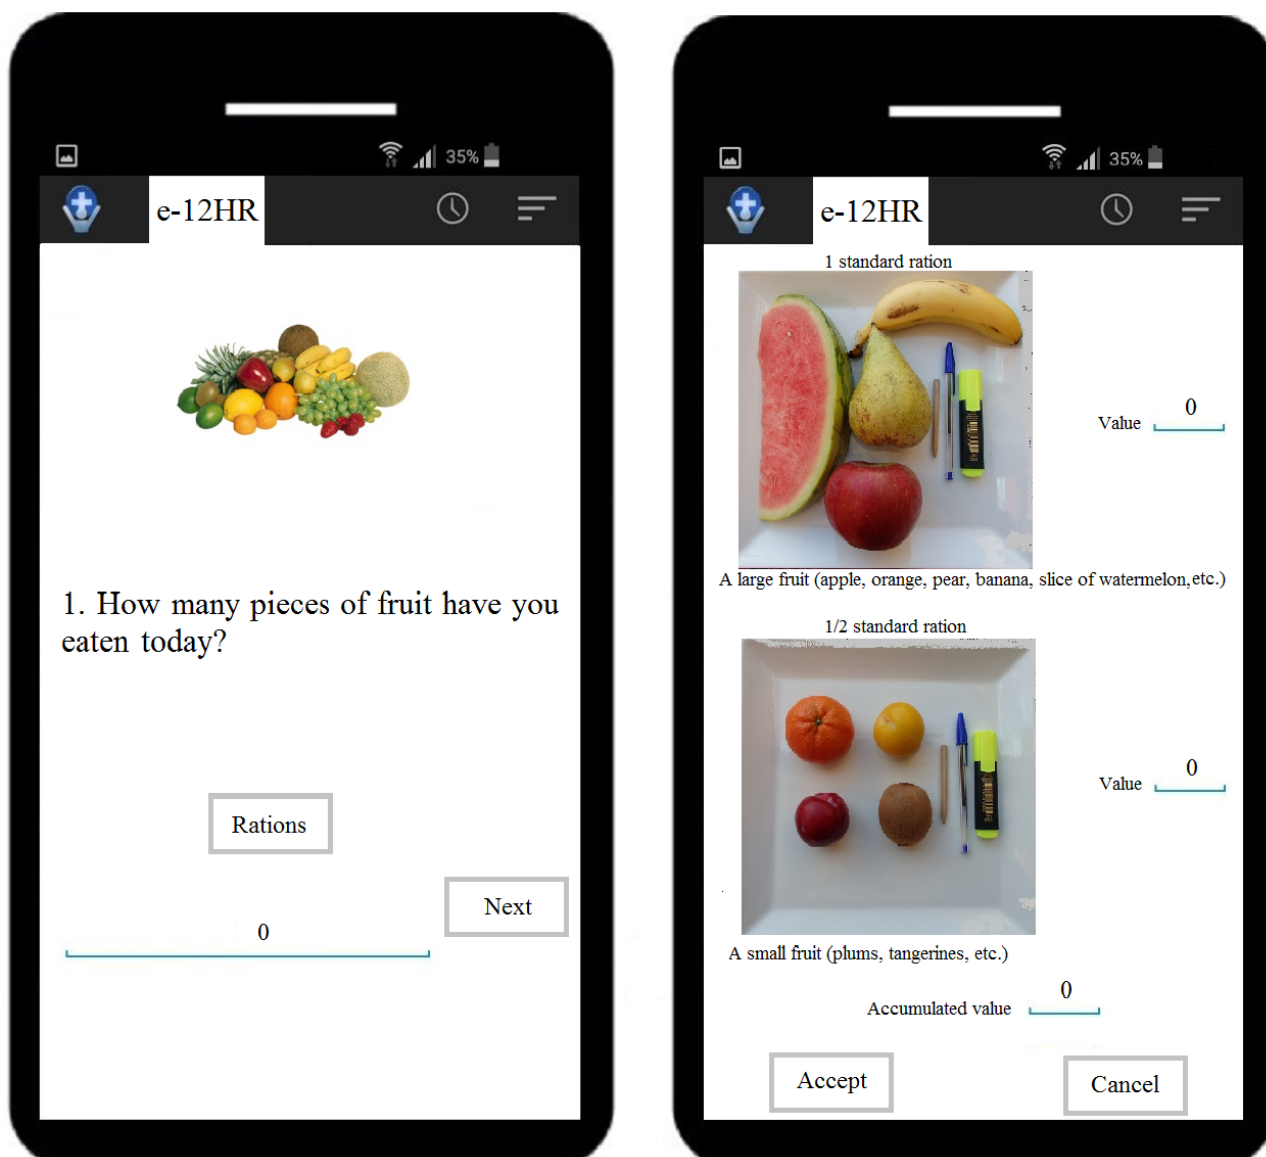 35%
e-12HR
1. How many pieces of fruit have you
eaten today?
Rations
Next
0
35%
e-12HR
1 standard ration
Value 0
A large fruit (apple, orange, pear, banana, slice of watermelon, etc.)
1/2 standard ration
Value 0
A small fruit (plums, tangerines, etc.)
Accumulated value 0
Accept
Cancel